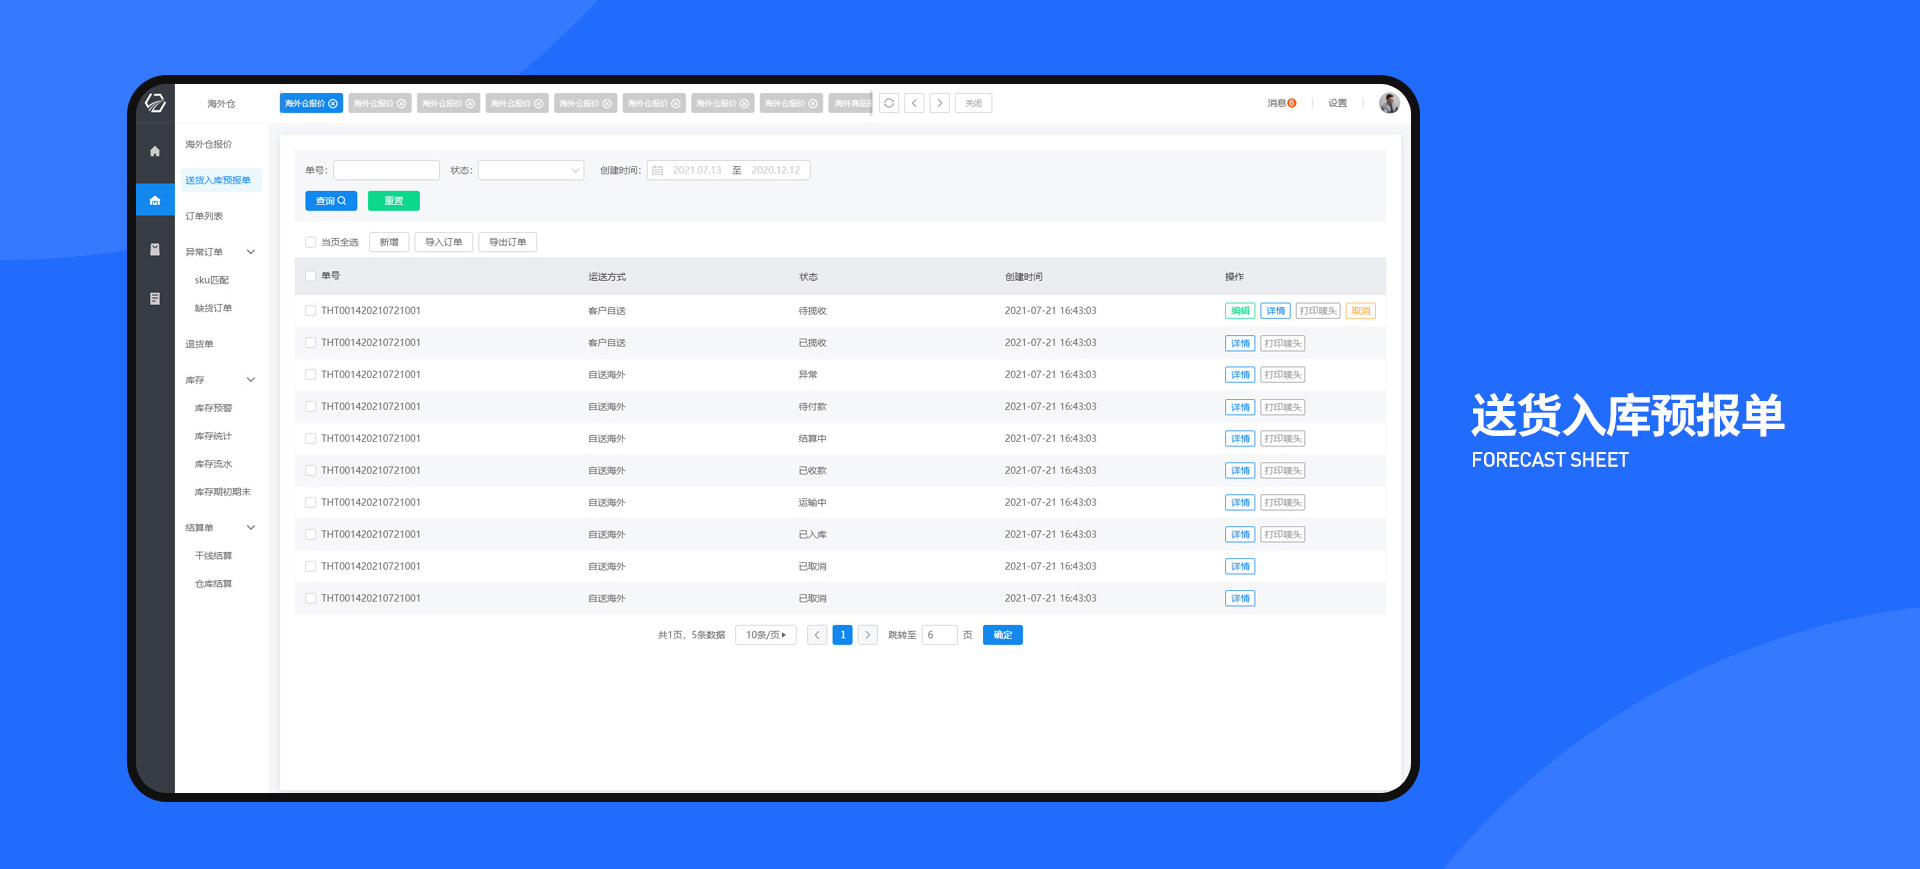 海外仓
海外仓报价 海外仓报价 海外仓报价 海外仓报价 海外仓报价 海外仓报价 海外仓报价 海外仓报价 海外商品 关闭
消息 6 设置
海外仓报价
送货入库预报单
订单列表
异常订单
sku匹配
缺货订单
退货单
库存
库存预警
库存统计
库存流水
库存期初期末
结算单
干线结算
仓库结算
单号: 状态: 创建时间: 2021.07.13 至 2020.12.12
查询 重置
当页全选 新增 导入订单 导出订单
单号 运送方式 状态 创建时间 操作
THT001420210721001 客户自送 待揽收 2021-07-21 16:43:03 编辑 详情 打印唛头 取消
THT001420210721001 客户自送 已揽收 2021-07-21 16:43:03 详情 打印唛头
THT001420210721001 自送海外 异常 2021-07-21 16:43:03 详情 打印唛头
THT001420210721001 自送海外 待付款 2021-07-21 16:43:03 详情 打印唛头
THT001420210721001 自送海外 结算中 2021-07-21 16:43:03 详情 打印唛头
THT001420210721001 自送海外 已收款 2021-07-21 16:43:03 详情 打印唛头
THT001420210721001 自送海外 运输中 2021-07-21 16:43:03 详情 打印唛头
THT001420210721001 自送海外 已入库 2021-07-21 16:43:03 详情 打印唛头
THT001420210721001 自送海外 已取消 2021-07-21 16:43:03 详情
THT001420210721001 自送海外 已取消 2021-07-21 16:43:03 详情
共1页，5条数据 10条/页 1 跳转至 6 页 确定
送货入库预报单
FORECAST SHEET